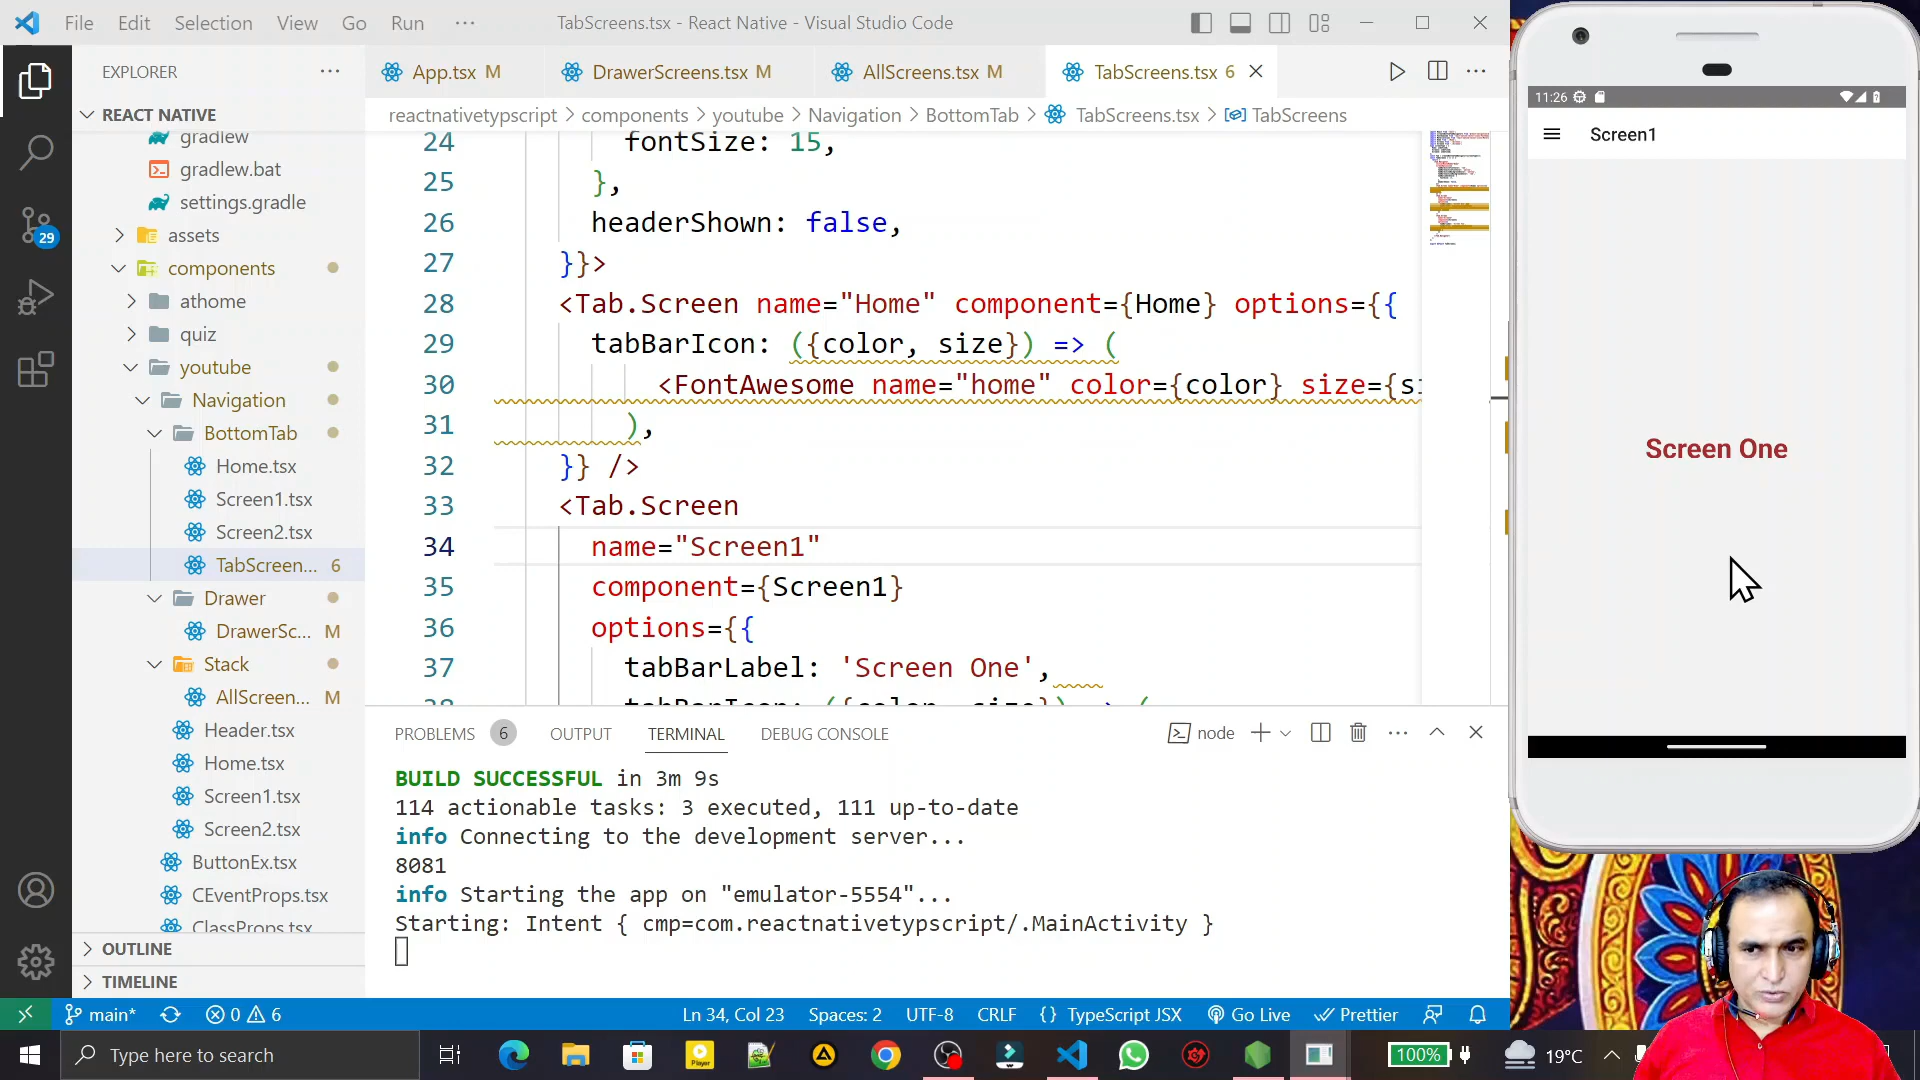 File Edit Selection View Go Run ··· TabScreens.tsx - React Native - Visual Studio Code
EXPLORER
REACT NATIVE
gradlew
gradlew.bat
settings.gradle
assets
components
athome
quiz
youtube
Navigation
BottomTab
Home.tsx
Screen1.tsx
Screen2.tsx
TabScreen... 6
Drawer
DrawerSc... M
Stack
AllScreen... M
Header.tsx
Home.tsx
Screen1.tsx
Screen2.tsx
ButtonEx.tsx
CEventProps.tsx
ClassProps.tsx
OUTLINE
TIMELINE
29
App.tsx M DrawerScreens.tsx M AllScreens.tsx M TabScreens.tsx 6
reactnativetypscript > components > youtube > Navigation > BottomTab > TabScreens.tsx > TabScreens
24 fontSize: 15,
25 },
26 headerShown: false,
27 }}>
28 <Tab.Screen name="Home" component={Home} options={{
29 tabBarIcon: ({color, size}) => (
30 <FontAwesome name="home" color={color} size={si
31 ),
32 }} />
33 <Tab.Screen
34 name="Screen1"
35 component={Screen1}
36 options={{
37 tabBarLabel: 'Screen One',
38 tabBarIcon: ({color, size}) => (
PROBLEMS 6 OUTPUT TERMINAL DEBUG CONSOLE node
BUILD SUCCESSFUL in 3m 9s
114 actionable tasks: 3 executed, 111 up-to-date
info Connecting to the development server...
8081
info Starting the app on "emulator-5554"...
Starting: Intent { cmp=com.reactnativetypscript/.MainActivity }
main* 0 6 Ln 34, Col 23 Spaces: 2 UTF-8 CRLF {} TypeScript JSX Go Live Prettier
Type here to search
Player
100% 19°C
11:26
Screen1
Screen One